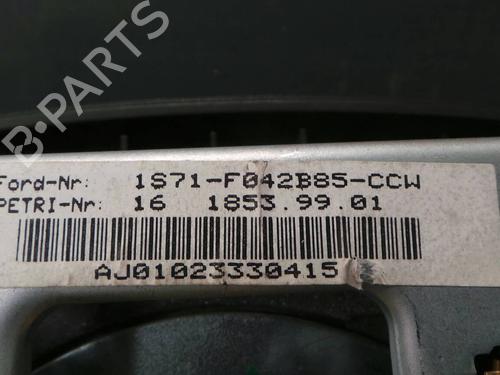 B-PARTS
Ford-Nr: 1S71-F042B85-CCW
PETRI-Nr: 16 1853.99.01
AJ01023330415